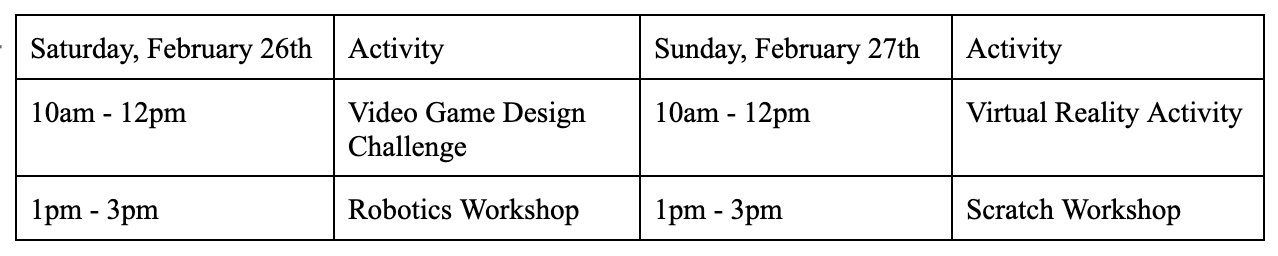 Saturday, February 26th
Activity
Sunday, February 27th
Activity
10am - 12pm
Video Game Design
Challenge
10am - 12pm
Virtual Reality Activity
1pm - 3pm
Robotics Workshop
1pm - 3pm
Scratch Workshop